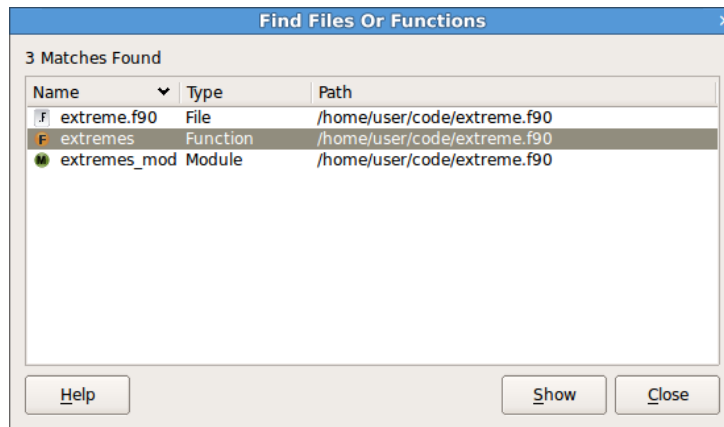 Find Files Or Functions
3 Matches Found
Name Type Path
.F extreme.f90 File /home/user/code/extreme.f90
F extremes Function /home/user/code/extreme.f90
M extremes_mod Module /home/user/code/extreme.f90
Help Show Close